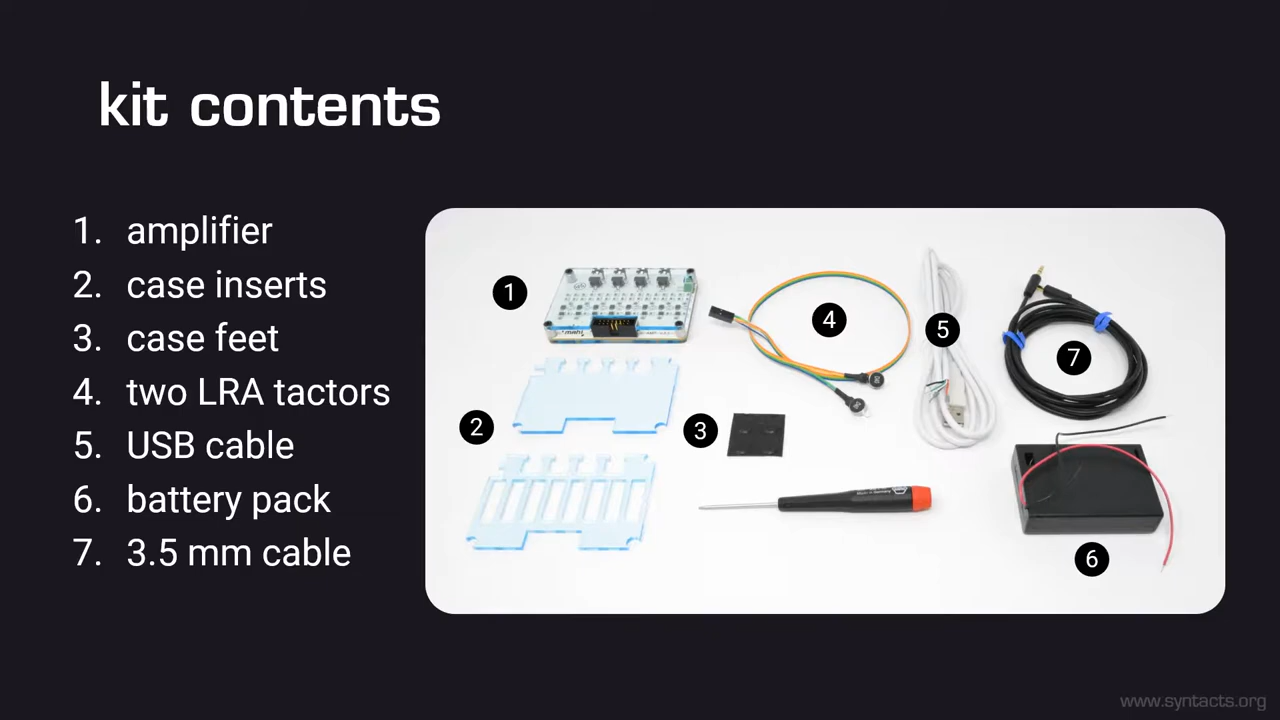 kit contents
1. amplifier
2. case inserts
3. case feet
4. two LRA tactors
5. USB cable
6. battery pack
7. 3.5 mm cable
1
2
3
4
5
6
7
www.syntacts.org